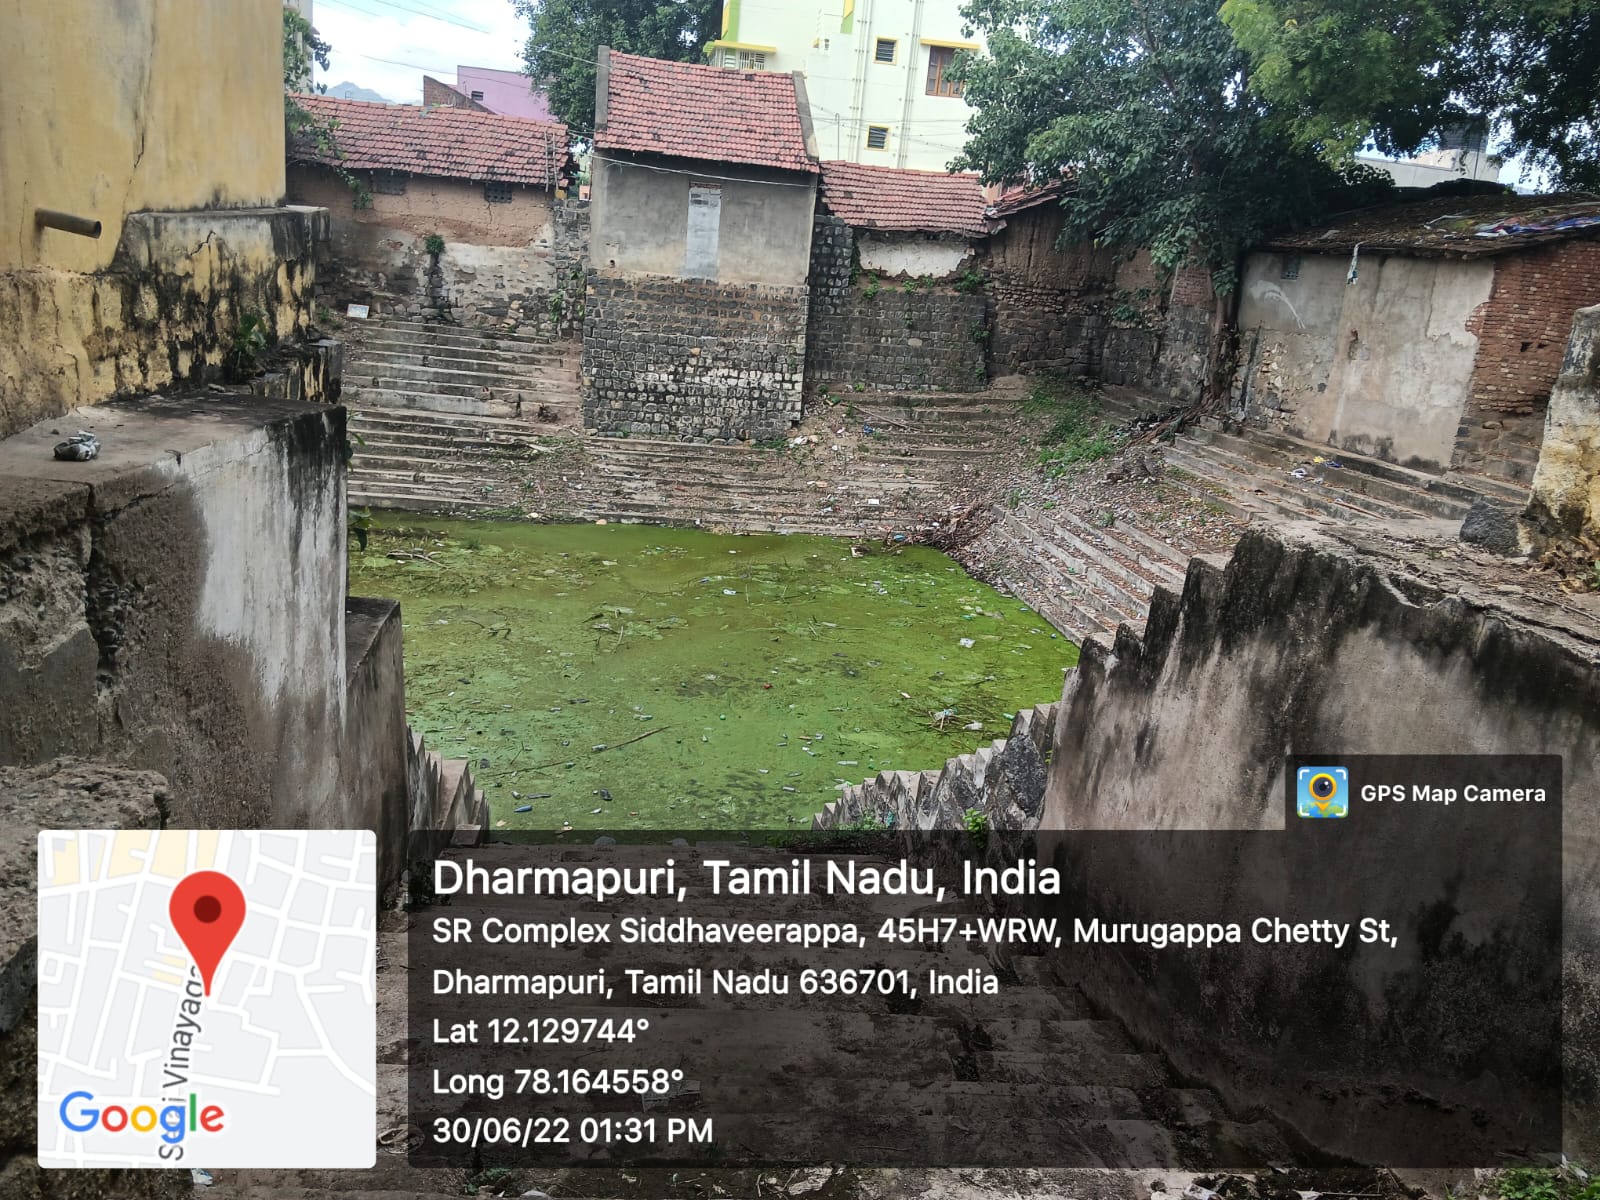 GPS Map Camera
Dharmapuri, Tamil Nadu, India
SR Complex Siddhaveerappa, 45H7+WRW, Murugappa Chetty St,
Dharmapuri, Tamil Nadu 636701, India
Lat 12.129744°
Long 78.164558°
30/06/22 01:31 PM
Google